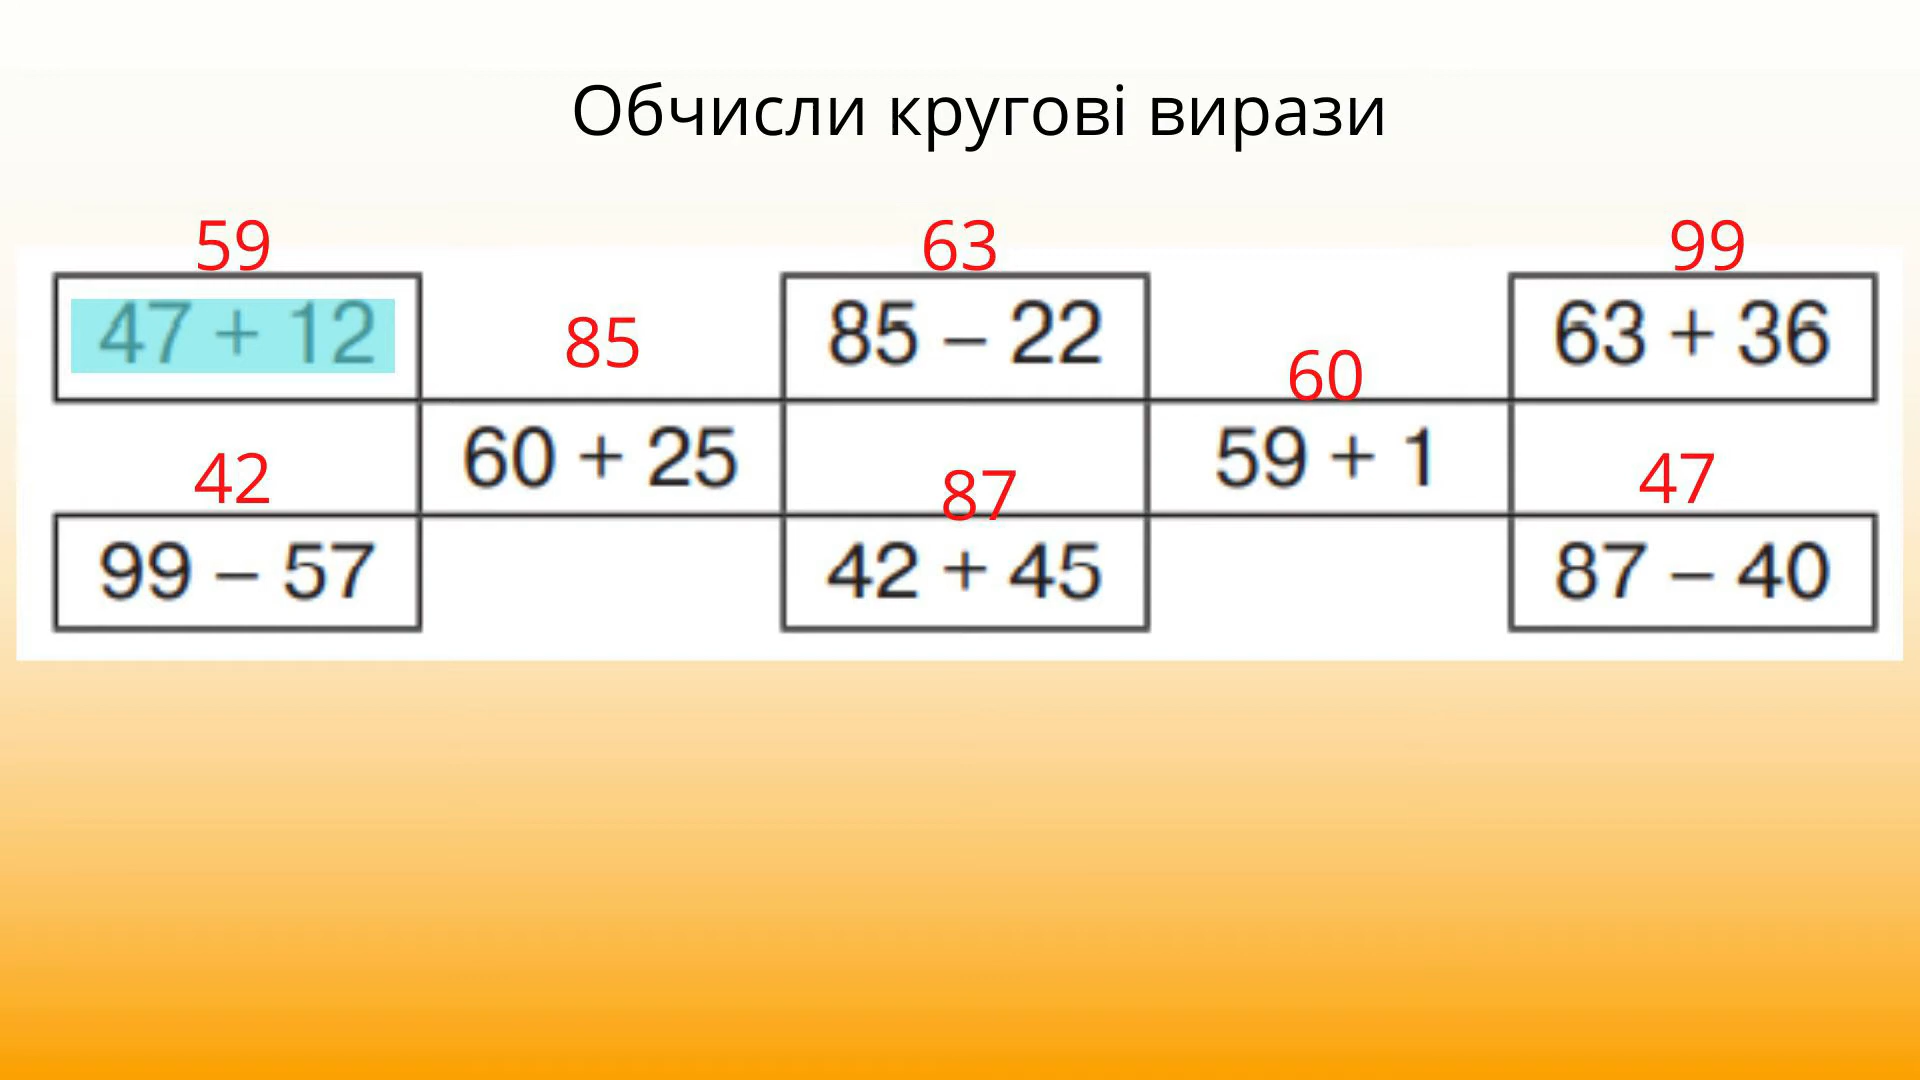 Обчисли кругові вирази
59 63 99
47 + 12 85 – 22 63 + 36
85 60
60 + 25 59 + 1
42 87 47
99 – 57 42 + 45 87 – 40